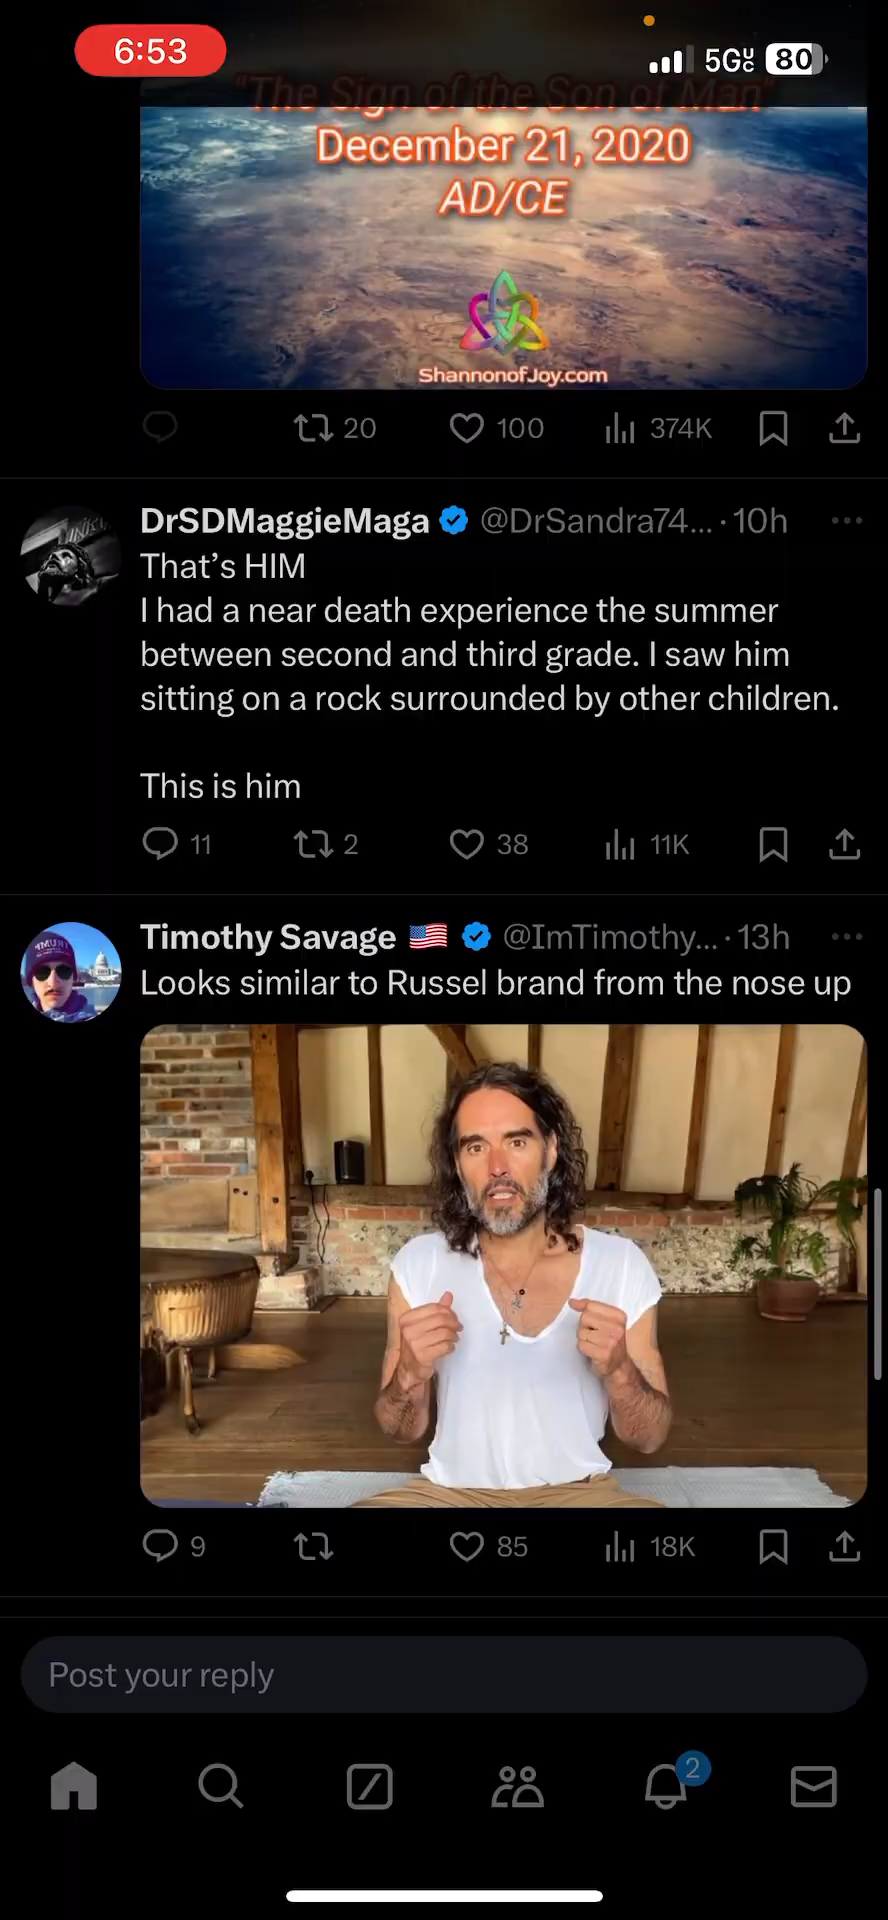 6:53
5G
80
"The Sign of the Son of Man"
December 21, 2020
AD/CE
ShannonofJoy.com
20 100 374K
DrSDMaggieMaga @DrSandra74... · 10h
That's HIM
I had a near death experience the summer
between second and third grade. I saw him
sitting on a rock surrounded by other children.
This is him
11 2 38 11K
Timothy Savage 🇺🇸 @ImTimothy... · 13h
Looks similar to Russel brand from the nose up
9 85 18K
Post your reply
2